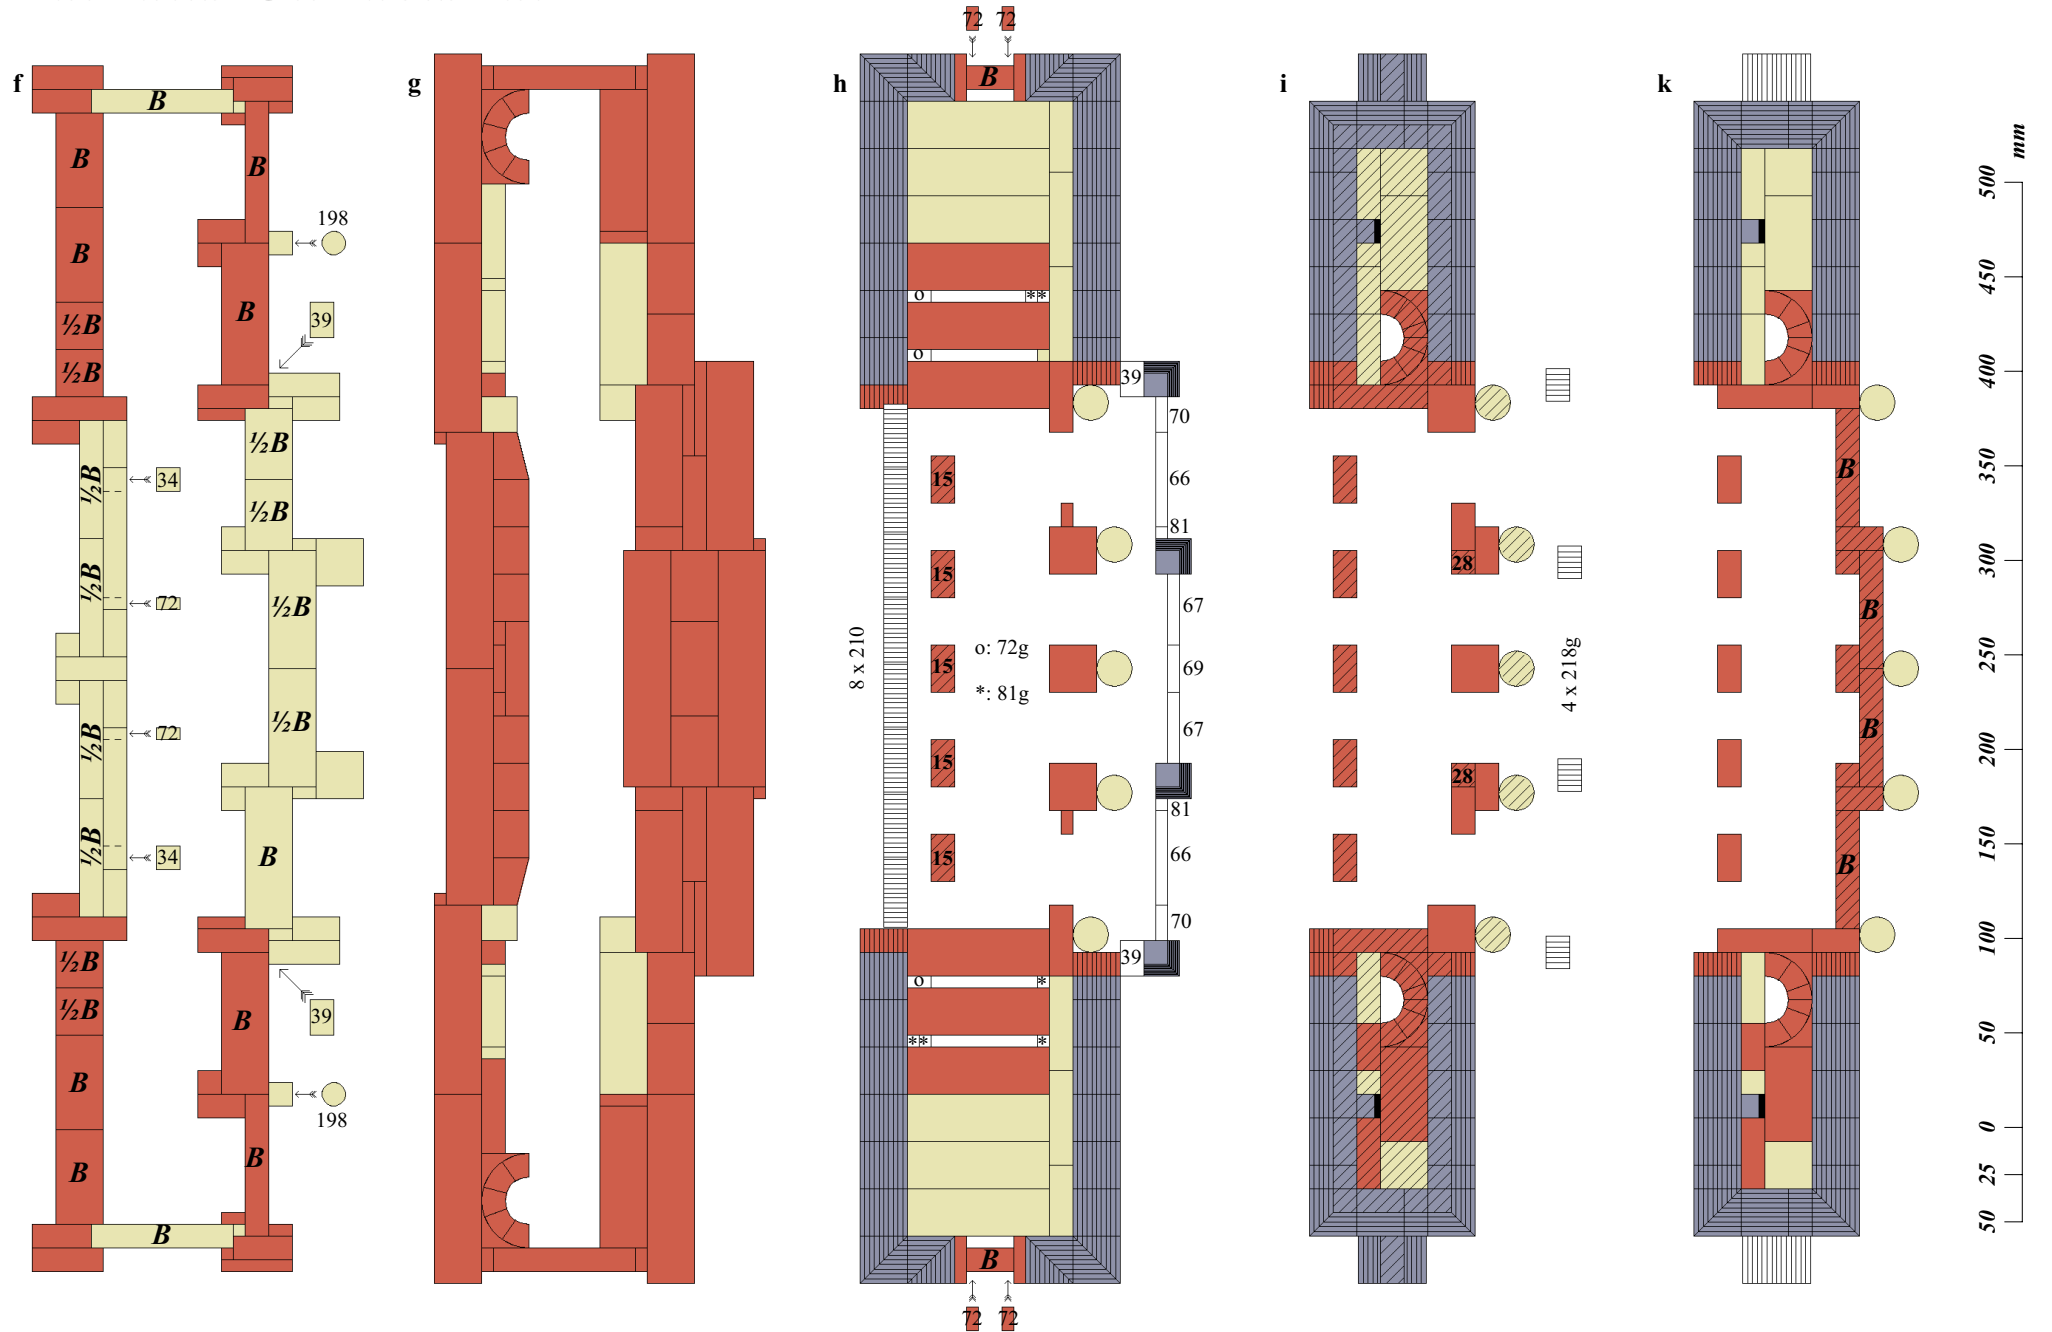 f
B
B
B
½B
½B
B
B
198
39
½B
½B
½B
½B
34
72
72
34
½B
½B
½B
½B
B
½B
½B
B
B
B
B
B
39
198
B
g
h
72 72
B
o
**
o
39
70
66
81
67
69
67
81
66
70
39
15
15
15
15
15
8 x 210
o: 72g
*: 81g
o
*
**
*
B
72 72
i
28
28
4 x 218g
k
B
B
B
B
mm
500
450
400
350
300
250
200
150
100
50
0
25
50